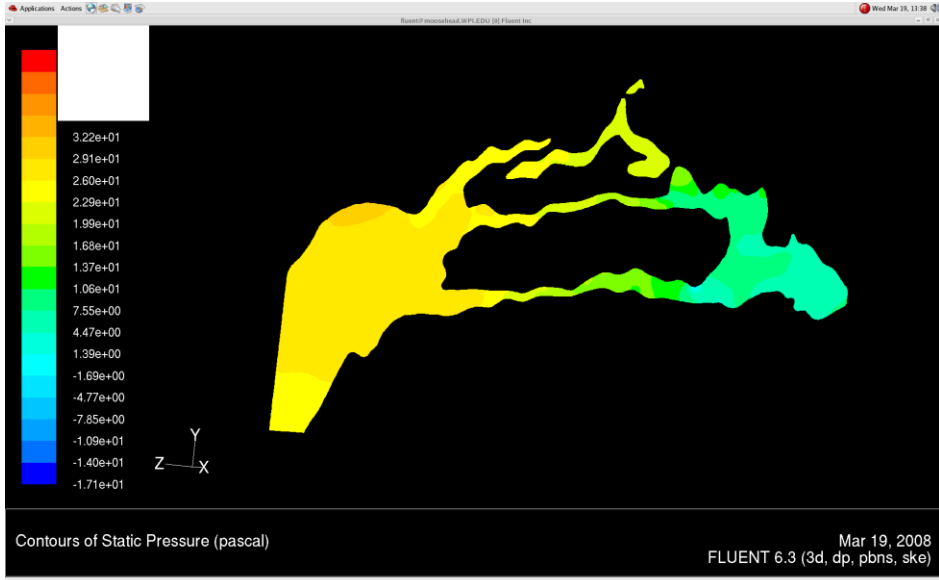 Applications Actions Wed Mar 19, 13:38
fluent@moosehead.WPI.EDU [0] Fluent Inc
3.22e+01
2.91e+01
2.60e+01
2.29e+01
1.99e+01
1.68e+01
1.37e+01
1.06e+01
7.55e+00
4.47e+00
1.39e+00
-1.69e+00
-4.77e+00
-7.85e+00
-1.09e+01
-1.40e+01
-1.71e+01
Y
Z X
Contours of Static Pressure (pascal)
Mar 19, 2008
FLUENT 6.3 (3d, dp, pbns, ske)